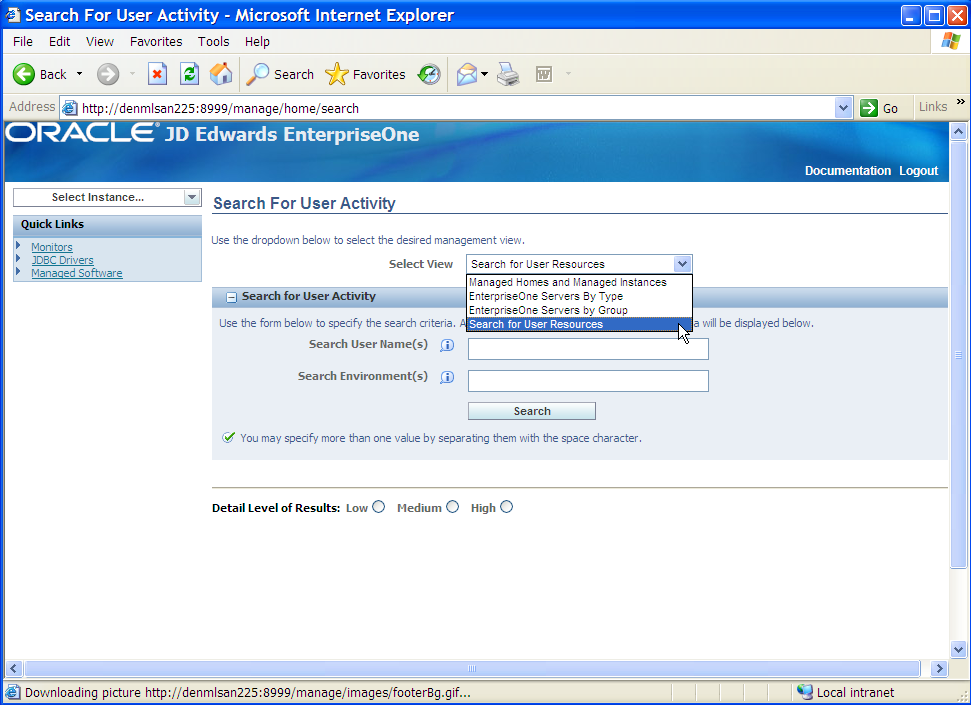 Search For User Activity - Microsoft Internet Explorer
File Edit View Favorites Tools Help
Back Search Favorites
Address http://denmlsan225:8999/manage/home/search Go Links »
ORACLE® JD Edwards EnterpriseOne
Documentation Logout
Select Instance...
Quick Links
Monitors
JDBC Drivers
Managed Software
Search For User Activity
Use the dropdown below to select the desired management view.
Select View Search for User Resources
Managed Homes and Managed Instances
EnterpriseOne Servers By Type
EnterpriseOne Servers by Group
Search for User Resources
Search for User Activity
Use the form below to specify the search criteria. A a will be displayed below.
Search User Name(s)
Search Environment(s)
Search
You may specify more than one value by separating them with the space character.
Detail Level of Results: Low Medium High
Downloading picture http://denmlsan225:8999/manage/images/footerBg.gif... Local intranet